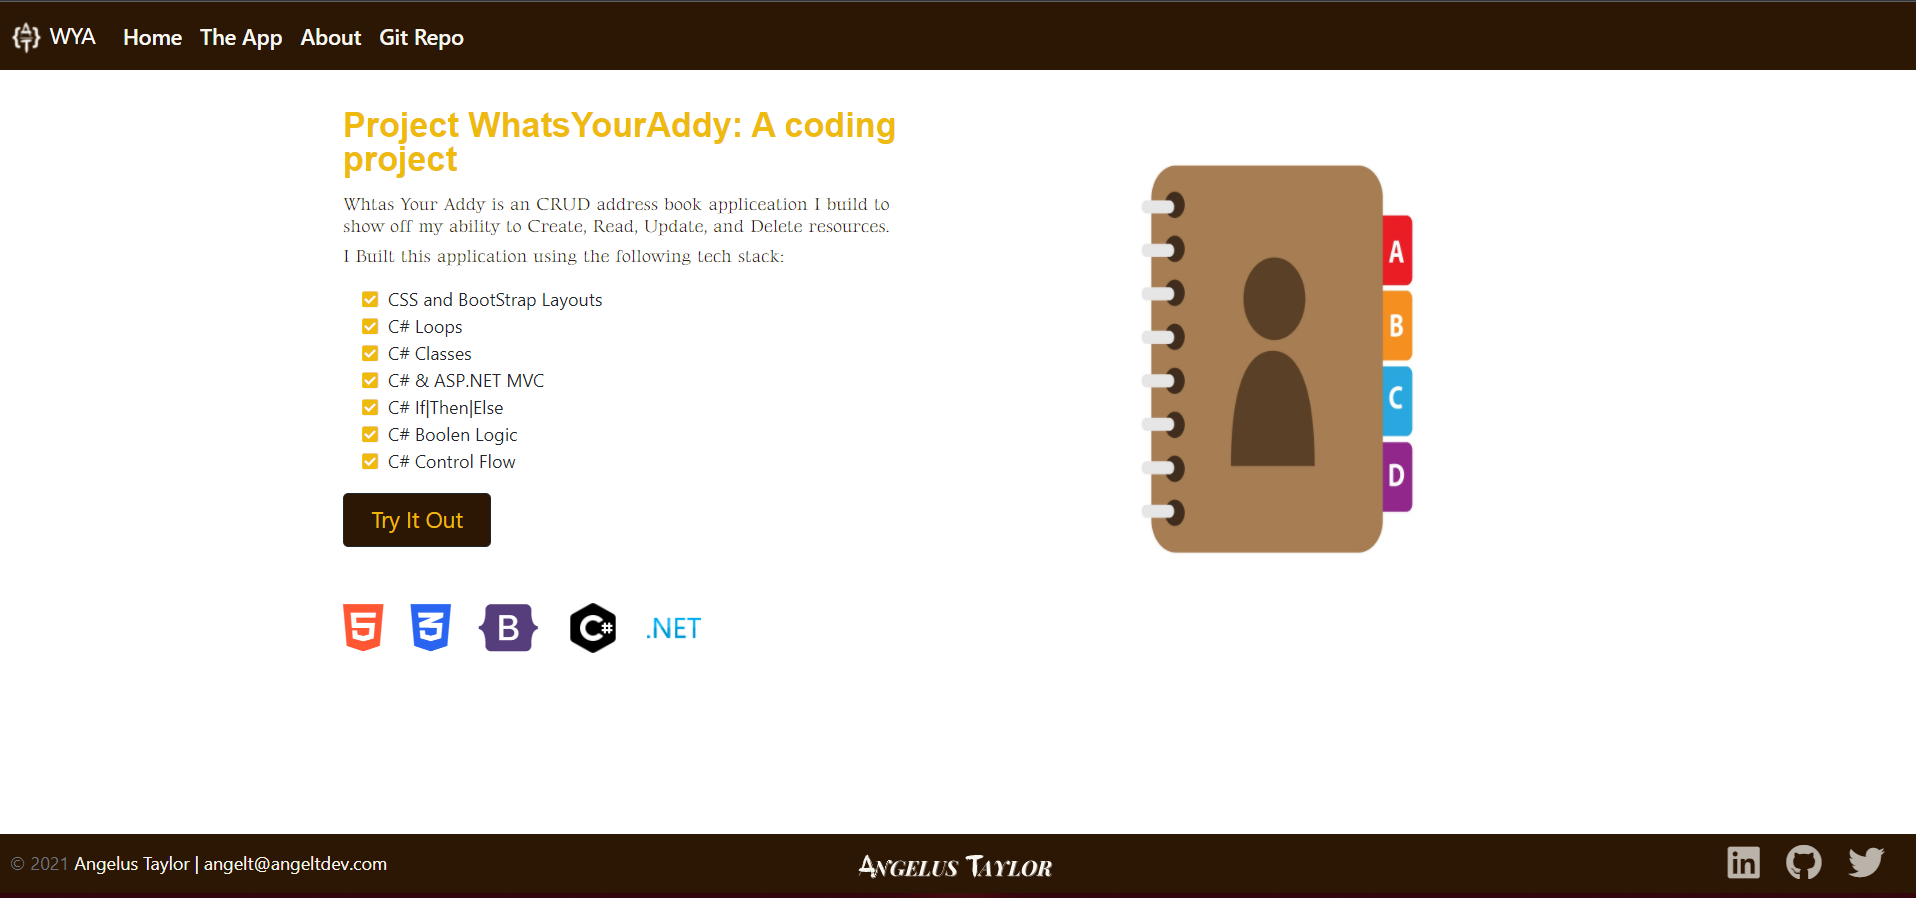 WYA Home The App About Git Repo
Project WhatsYourAddy: A coding
project
Whtas Your Addy is an CRUD address book appliceation I build to
show off my ability to Create, Read, Update, and Delete resources.
I Built this application using the following tech stack:
CSS and BootStrap Layouts
C# Loops
C# Classes
C# & ASP.NET MVC
C# If|Then|Else
C# Boolen Logic
C# Control Flow
Try It Out
A
B
C
D
5 3 B C# .NET
© 2021 Angelus Taylor | angelt@angeltdev.com
Angelus Taylor
in